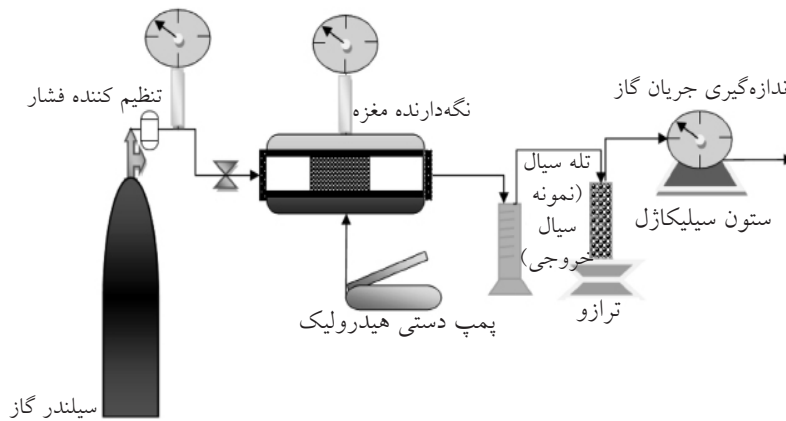 تنظیم کننده فشار
نگه‌دارنده مغزه
ندازه‌گیری جریان گاز
تله سیال
(نمونه
سیال
خروجی)
ستون سیلیکاژل
ترازو
پمپ دستی هیدرولیک
سیلندر گاز